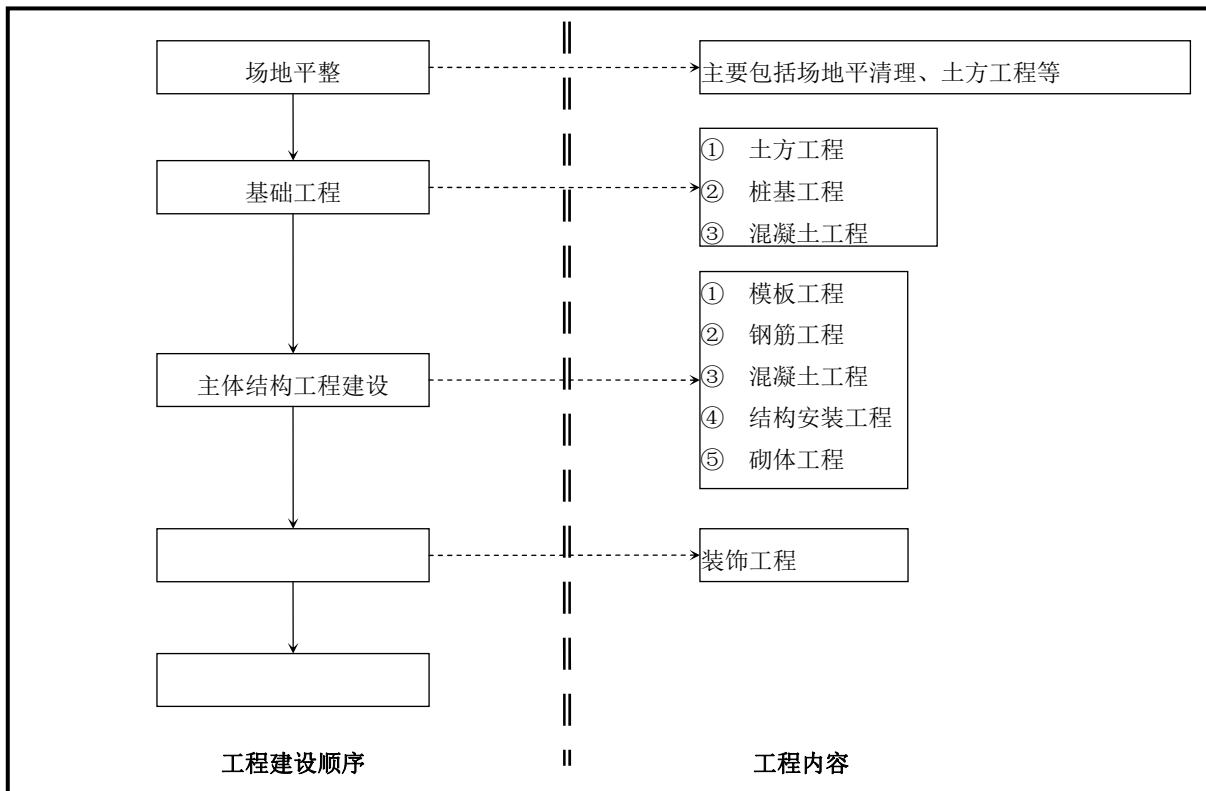 场地平整
主要包括场地平清理、土方工程等
基础工程
① 土方工程
② 桩基工程
③ 混凝土工程
主体结构工程建设
① 模板工程
② 钢筋工程
③ 混凝土工程
④ 结构安装工程
⑤ 砌体工程
装饰工程
工程建设顺序
工程内容